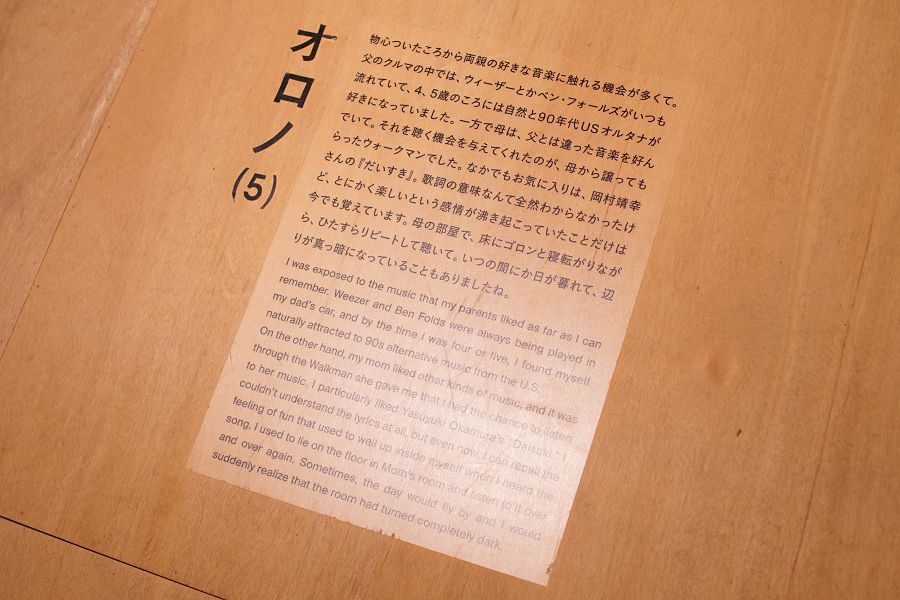 オロノ
(5)
物心ついたころから両親の好きな音楽に触れる機会が多くて。
父のクルマの中では、ウィーザーとかベン・フォールズがいつも
流れていて、4、5歳のころには自然と90年代USオルタナが
好きになっていました。一方で母は、父とは違った音楽を好ん
でいて。それを聴く機会を与えてくれたのが、母から譲っても
らったウォークマンでした。なかでもお気に入りは、岡村靖幸
さんの『だいすき』。歌詞の意味なんて全然わからなかったけ
ど、とにかく楽しいという感情が沸き起こっていたことだけは
今でも覚えています。母の部屋で、床にゴロンと寝転がりなが
ら、ひたすらリピートして聴いて。いつの間にか日が暮れて、辺
りが真っ暗になっていることもありましたね。
I was exposed to the music that my parents liked as far as I can
remember. Weezer and Ben Folds were always being played in
my dad's car, and by the time I was four or five, I found myself
naturally attracted to 90s alternative music from the U.S.
On the other hand, my mom liked other kinds of music, and it was
through the Walkman she gave me that I had the chance to listen
to her music. I particularly liked Yasuyuki Okamura's "Daisuki." I
couldn't understand the lyrics at all, but even now, I can recall the
feeling of fun that used to well up inside myself when I heard the
song. I used to lie on the floor in Mom's room and listen to it over
and over again. Sometimes, the day would fly by and I would
suddenly realize that the room had turned completely dark.